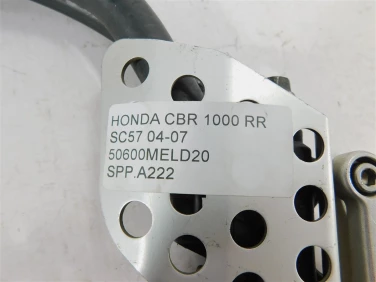 HONDA CBR 1000 RR
SC57 04-07
50600MELD20
SPP.A222